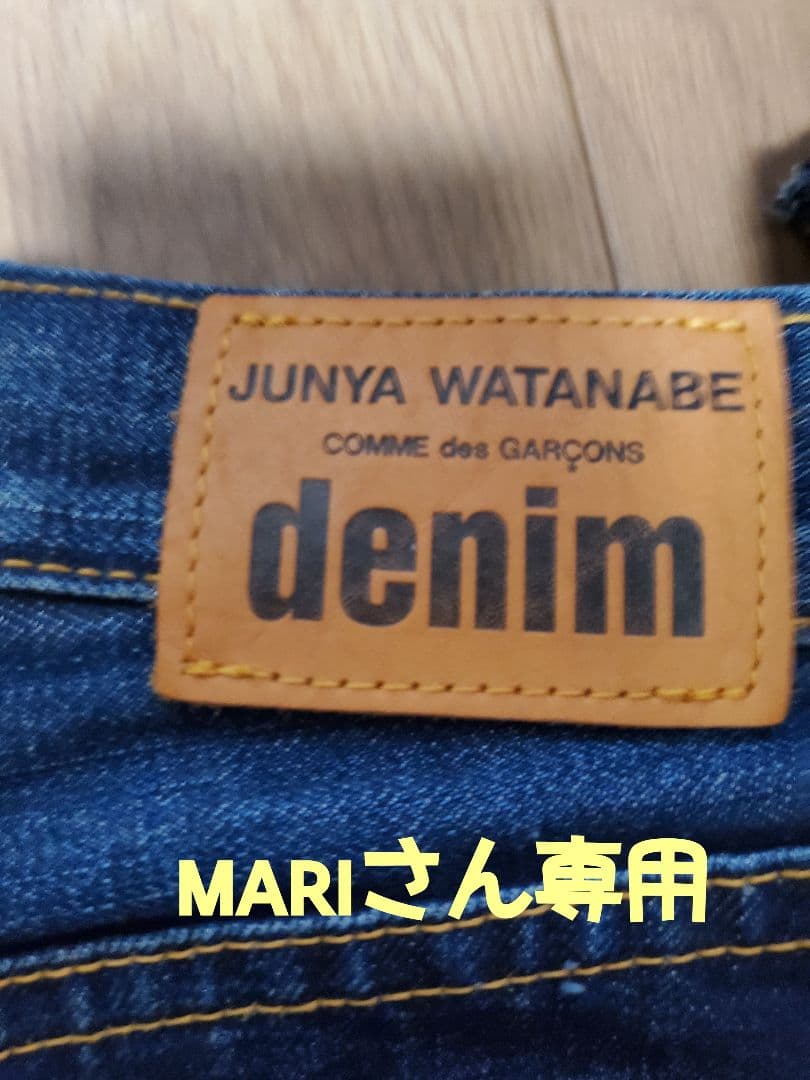 JUNYA WATANABE
COMME des GARÇONS
denim
MARIさん専用